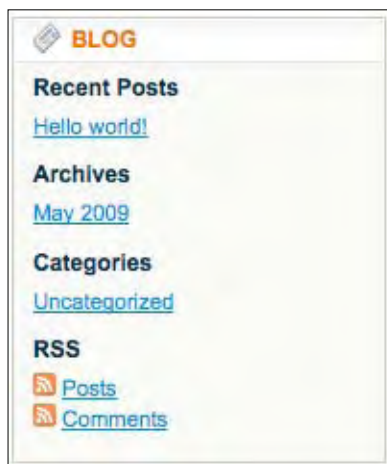 BLOG
Recent Posts
Hello world!
Archives
May 2009
Categories
Uncategorized
RSS
Posts
Comments